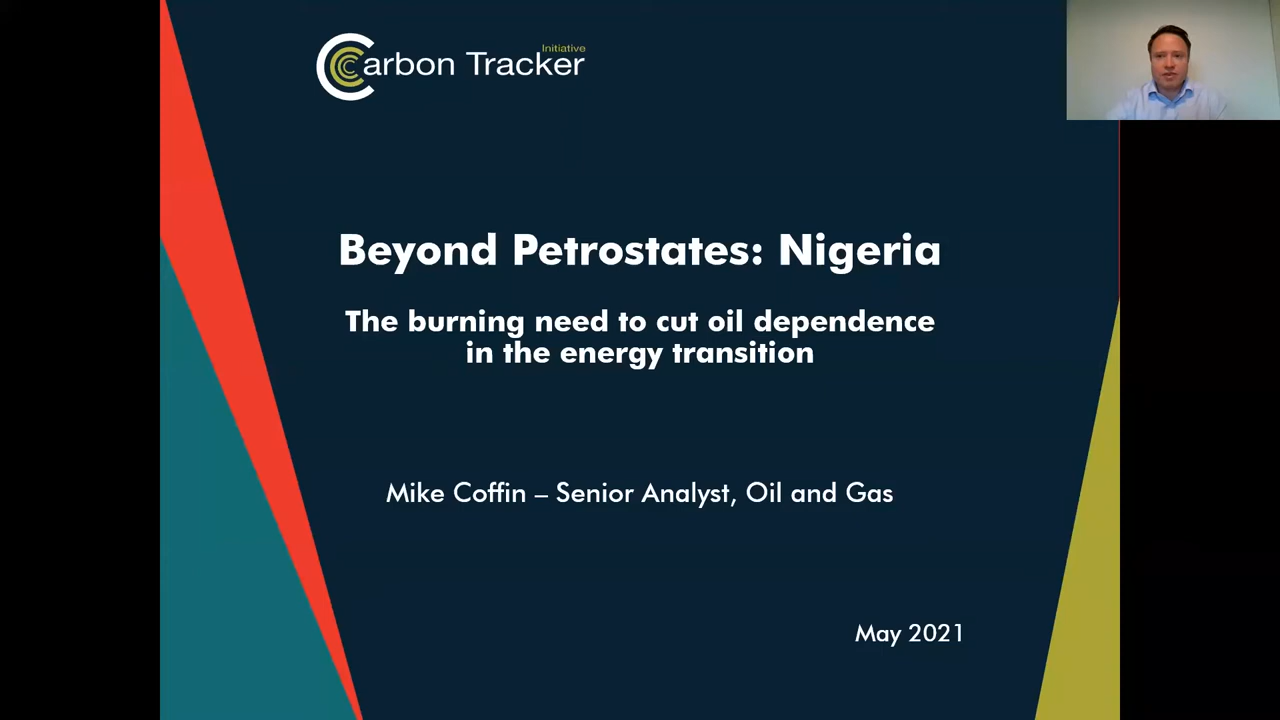 Initiative
Carbon Tracker
Beyond Petrostates: Nigeria
The burning need to cut oil dependence
in the energy transition
Mike Coffin – Senior Analyst, Oil and Gas
May 2021